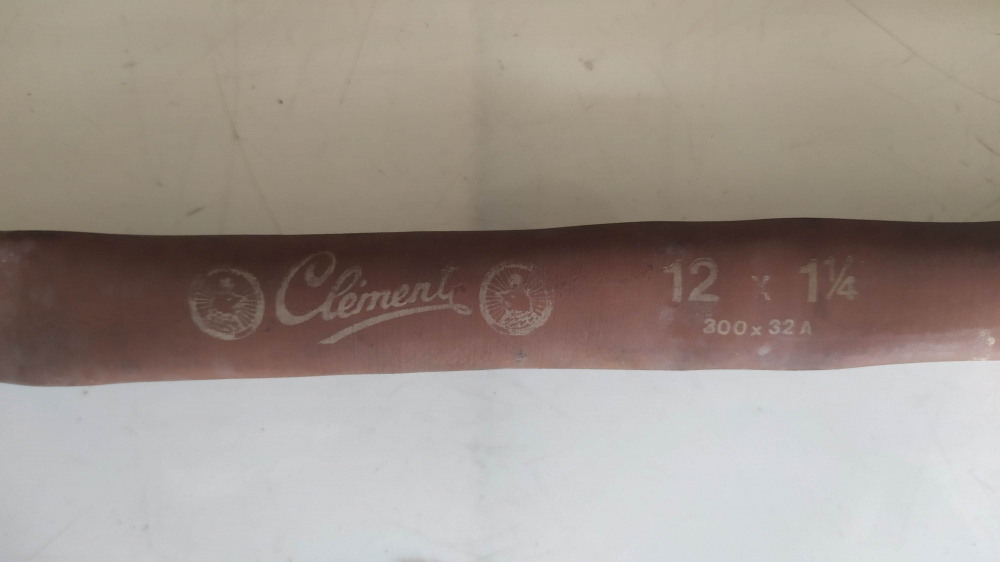 Clément
12 x 1¼
300 x 32 A